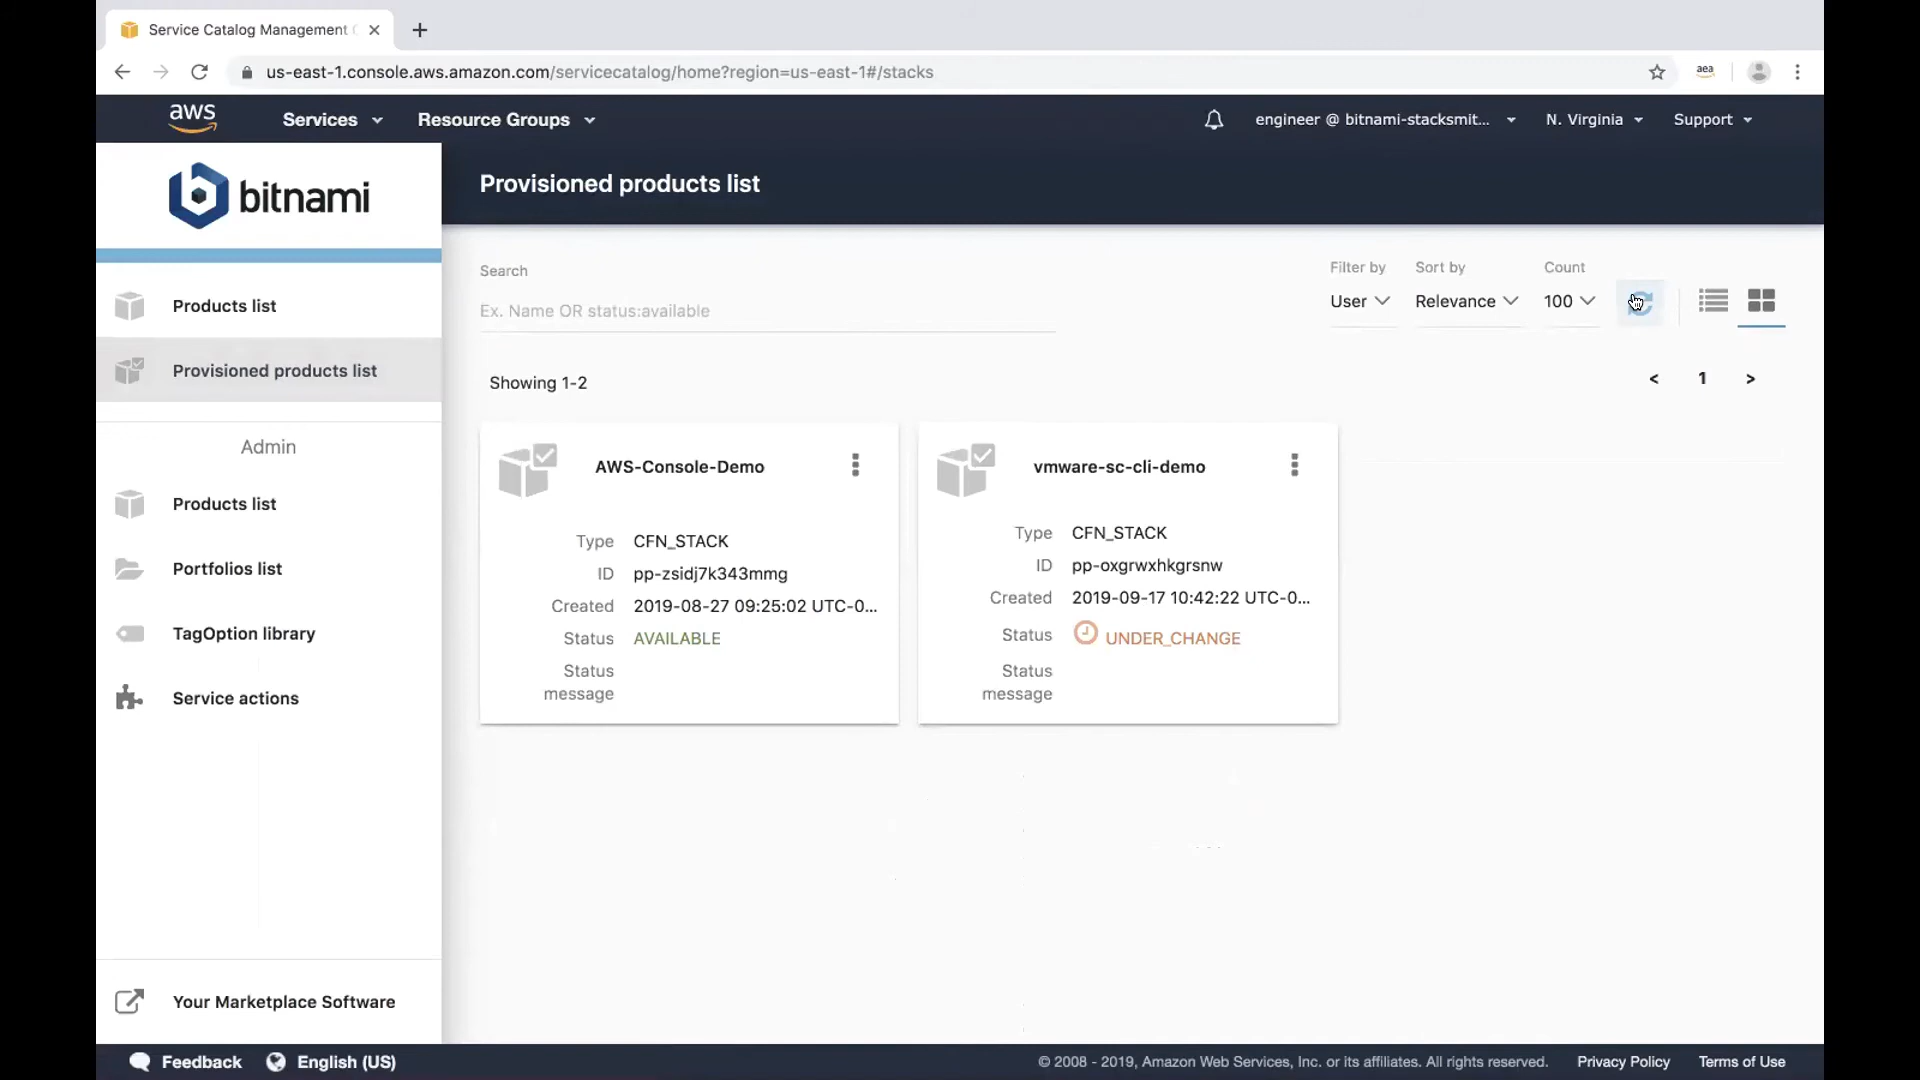 Service Catalog Management
us-east-1.console.aws.amazon.com/servicecatalog/home?region=us-east-1#/stacks
aea
aws
Services
Resource Groups
engineer @ bitnami-stacksmit...
N. Virginia
Support
bitnami
Provisioned products list
Products list
Provisioned products list
Admin
Products list
Portfolios list
TagOption library
Service actions
Your Marketplace Software
Search
Ex. Name OR status:available
Filter by
User
Sort by
Relevance
Count
100
Showing 1-2
< 1 >
AWS-Console-Demo
Type CFN_STACK
ID pp-zsidj7k343mmg
Created 2019-08-27 09:25:02 UTC-0...
Status AVAILABLE
Status
message
vmware-sc-cli-demo
Type CFN_STACK
ID pp-oxgrwxhkgrsnw
Created 2019-09-17 10:42:22 UTC-0...
Status UNDER_CHANGE
Status
message
Feedback
English (US)
© 2008 - 2019, Amazon Web Services, Inc. or its affiliates. All rights reserved.
Privacy Policy
Terms of Use